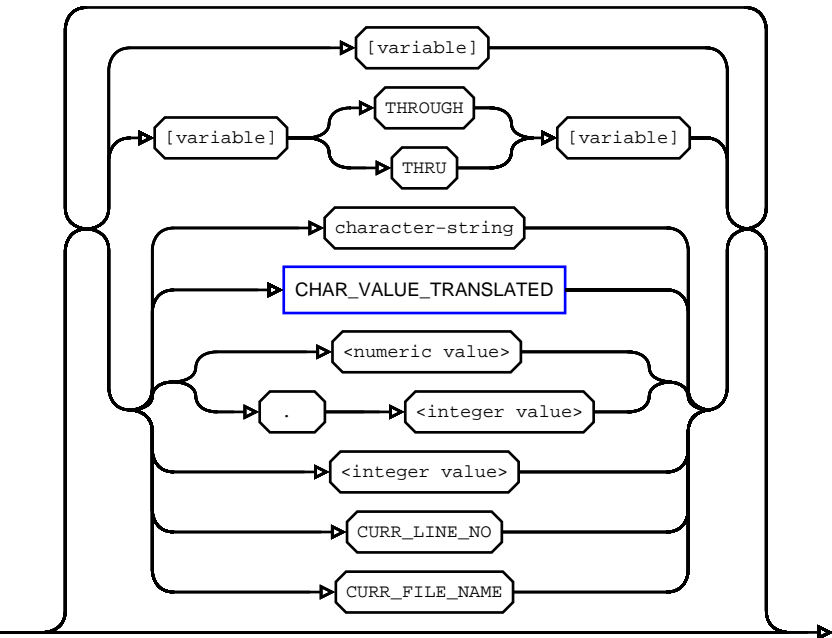 [variable]
THROUGH
[variable] [variable]
THRU
character-string
CHAR_VALUE_TRANSLATED
<numeric value>
. <integer value>
<integer value>
CURR_LINE_NO
CURR_FILE_NAME